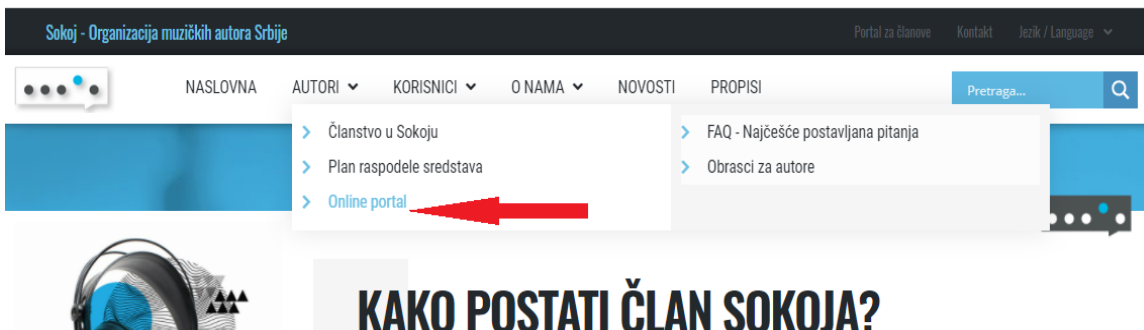 Sokoj - Organizacija muzičkih autora Srbije
Portal za članove Kontakt Jezik / Language
NASLOVNA AUTORI KORISNICI O NAMA NOVOSTI PROPISI
Pretraga...
Članstvo u Sokoju
FAQ - Najčešće postavljana pitanja
Plan raspodele sredstava
Obrasci za autore
Online portal
KAKO POSTATI ČLAN SOKOJA?